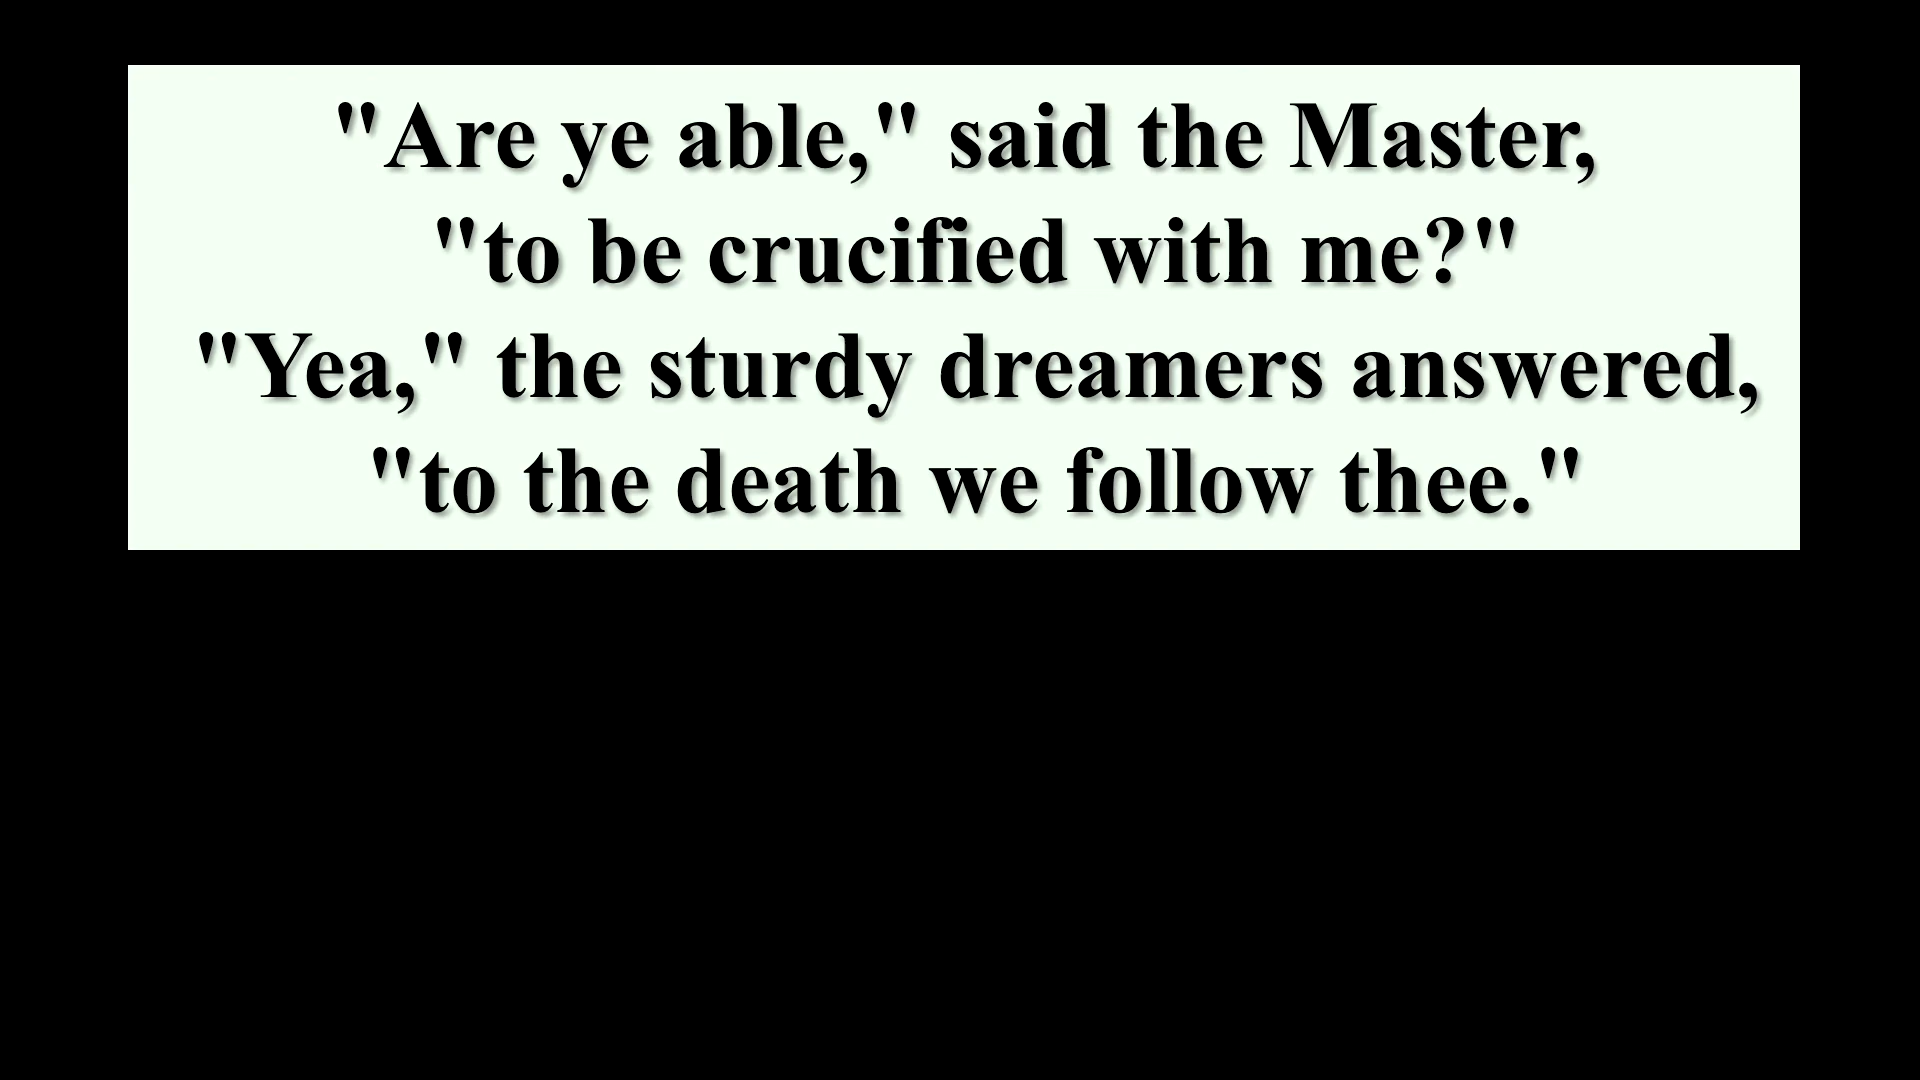 "Are ye able," said the Master,
"to be crucified with me?"
"Yea," the sturdy dreamers answered,
"to the death we follow thee."